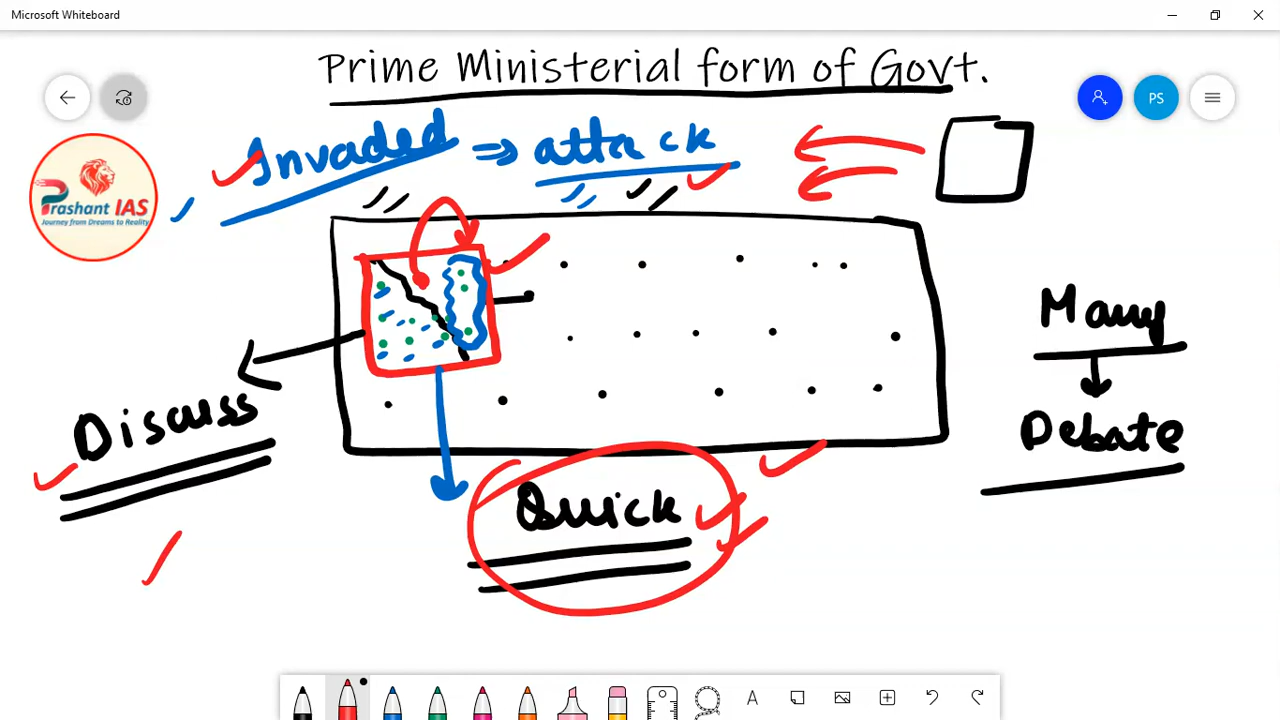 Microsoft Whiteboard
Prime Ministerial form of Govt.
PS
Invaded ⇒ attack
Prashant IAS
Journey from Dreams to Reality
Many
Debate
Discuss
Quick
A